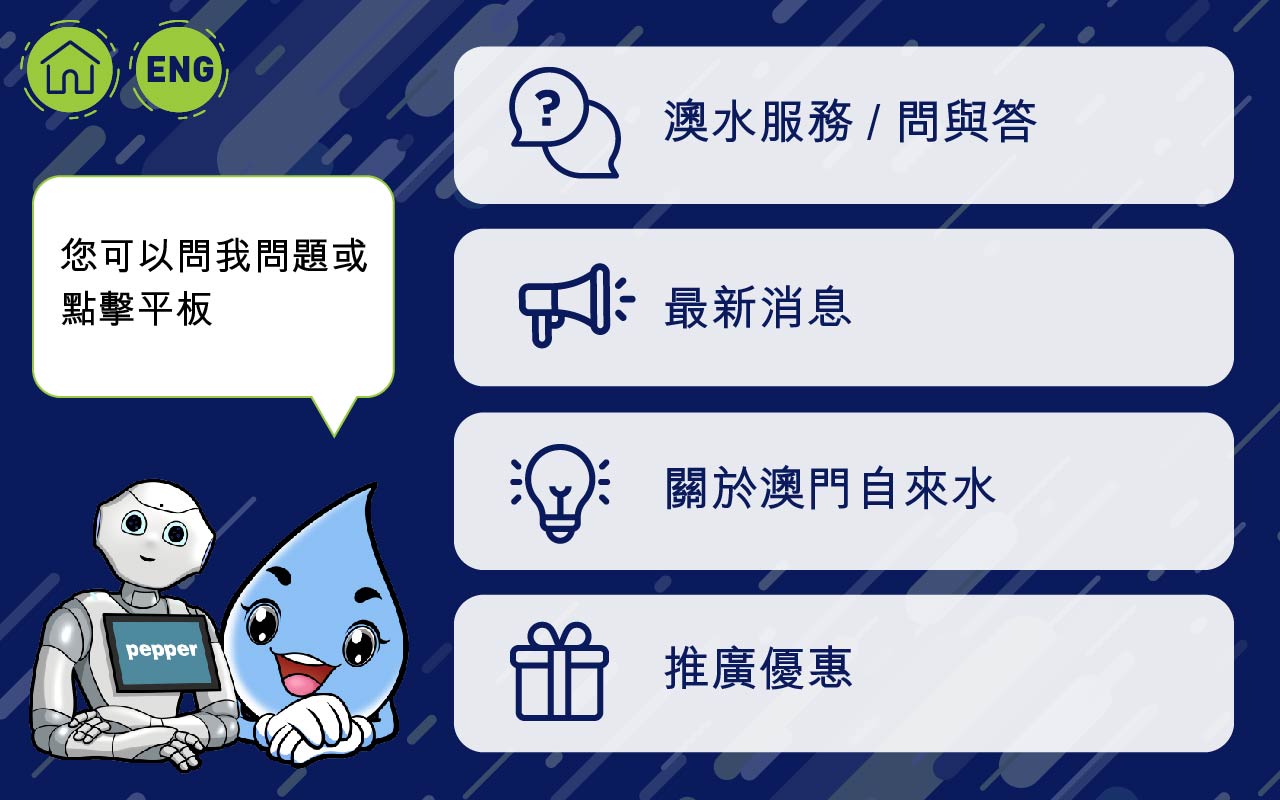 ENG
您可以問我問題或
點擊平板
pepper
?
澳水服務 / 問與答
最新消息
關於澳門自來水
推廣優惠